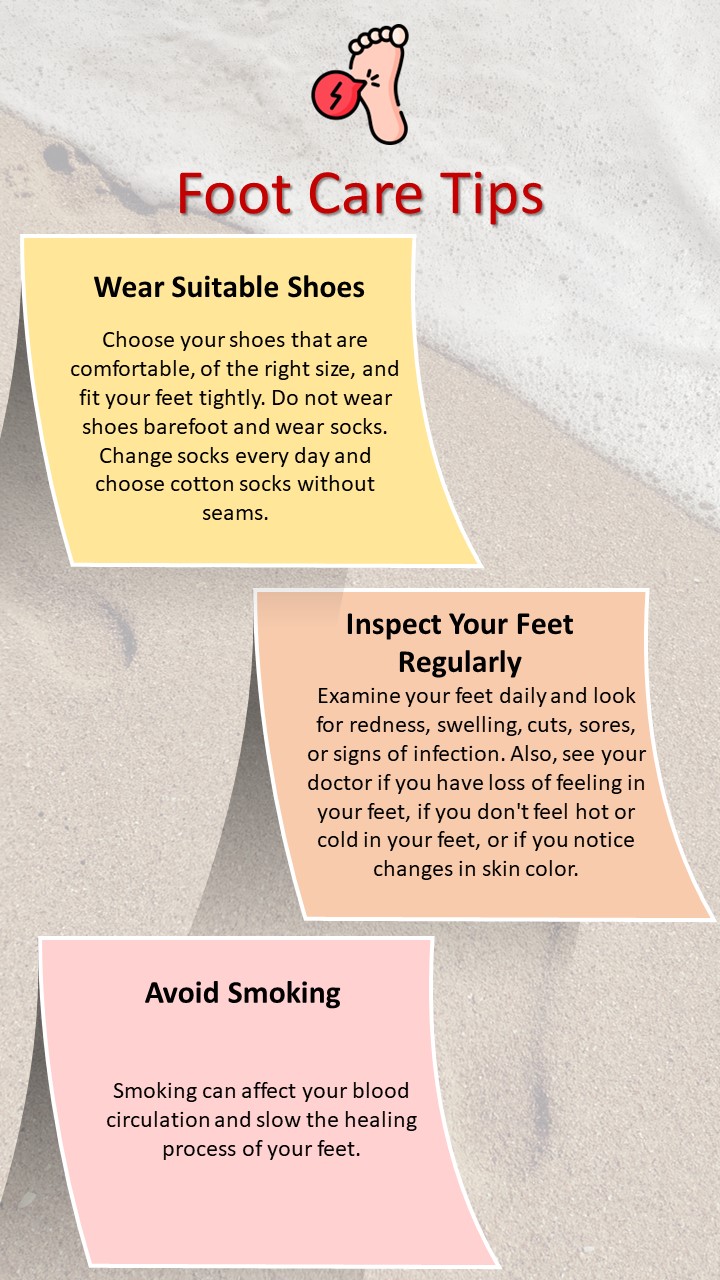 Foot Care Tips
Wear Suitable Shoes
Choose your shoes that are
comfortable, of the right size, and
fit your feet tightly. Do not wear
shoes barefoot and wear socks.
Change socks every day and
choose cotton socks without
seams.
Inspect Your Feet
Regularly
Examine your feet daily and look
for redness, swelling, cuts, sores,
or signs of infection. Also, see your
doctor if you have loss of feeling in
your feet, if you don't feel hot or
cold in your feet, or if you notice
changes in skin color.
Avoid Smoking
Smoking can affect your blood
circulation and slow the healing
process of your feet.